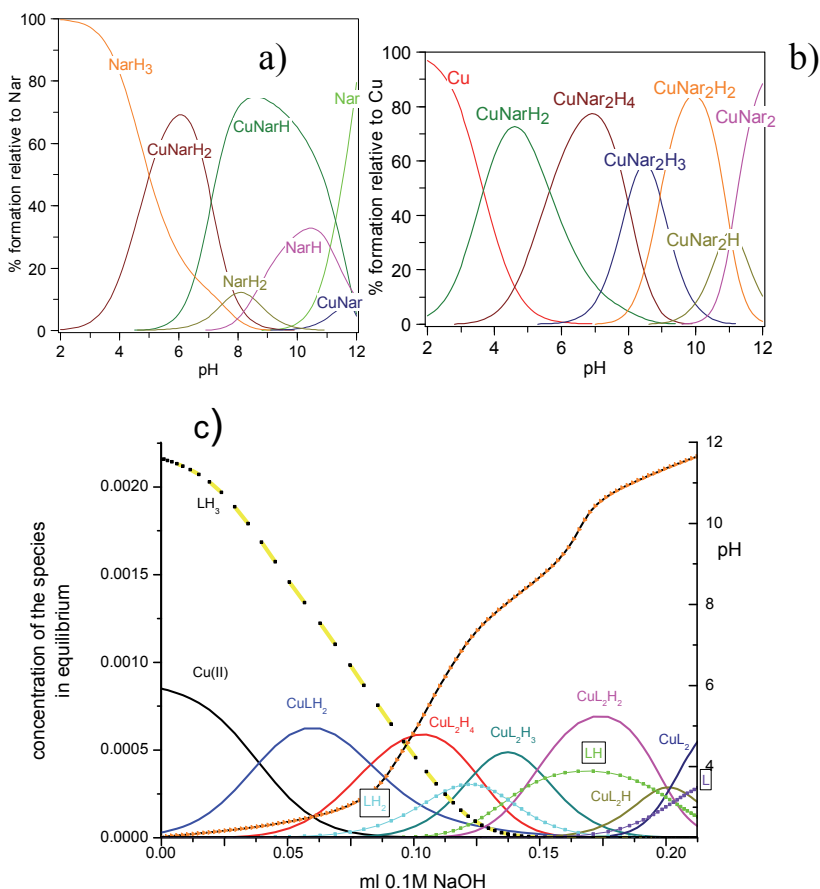 a)
% formation relative to Nar
100
80
60
40
20
0
NarH3
CuNarH2
CuNarH
Nar
NarH2
NarH
CuNar
2 4 6 8 10 12
pH
b)
% formation relative to Cu
100
80
60
40
20
0
Cu
CuNarH2
CuNar2H4
CuNar2H3
CuNar2H2
CuNar2
CuNar2H
2 4 6 8 10 12
pH
c)
concentration of the species
in equilibrium
0.0020
0.0015
0.0010
0.0005
0.0000
LH3
Cu(II)
CuLH2
LH2
CuL2H4
CuL2H3
CuL2H2
LH
CuL2H
CuL2
L
12
10
8
6
4
pH
0.00 0.05 0.10 0.15 0.20
ml 0.1M NaOH